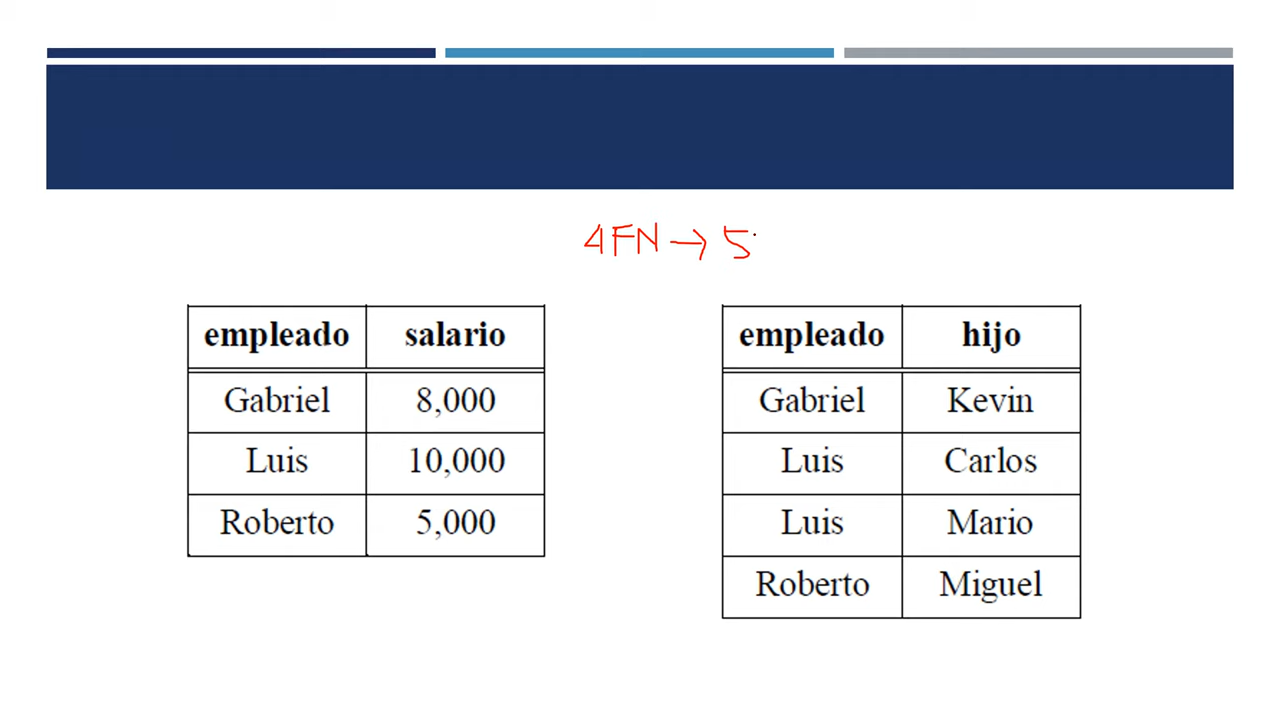 4FN → 5
empleado salario
Gabriel 8,000
Luis 10,000
Roberto 5,000
empleado hijo
Gabriel Kevin
Luis Carlos
Luis Mario
Roberto Miguel